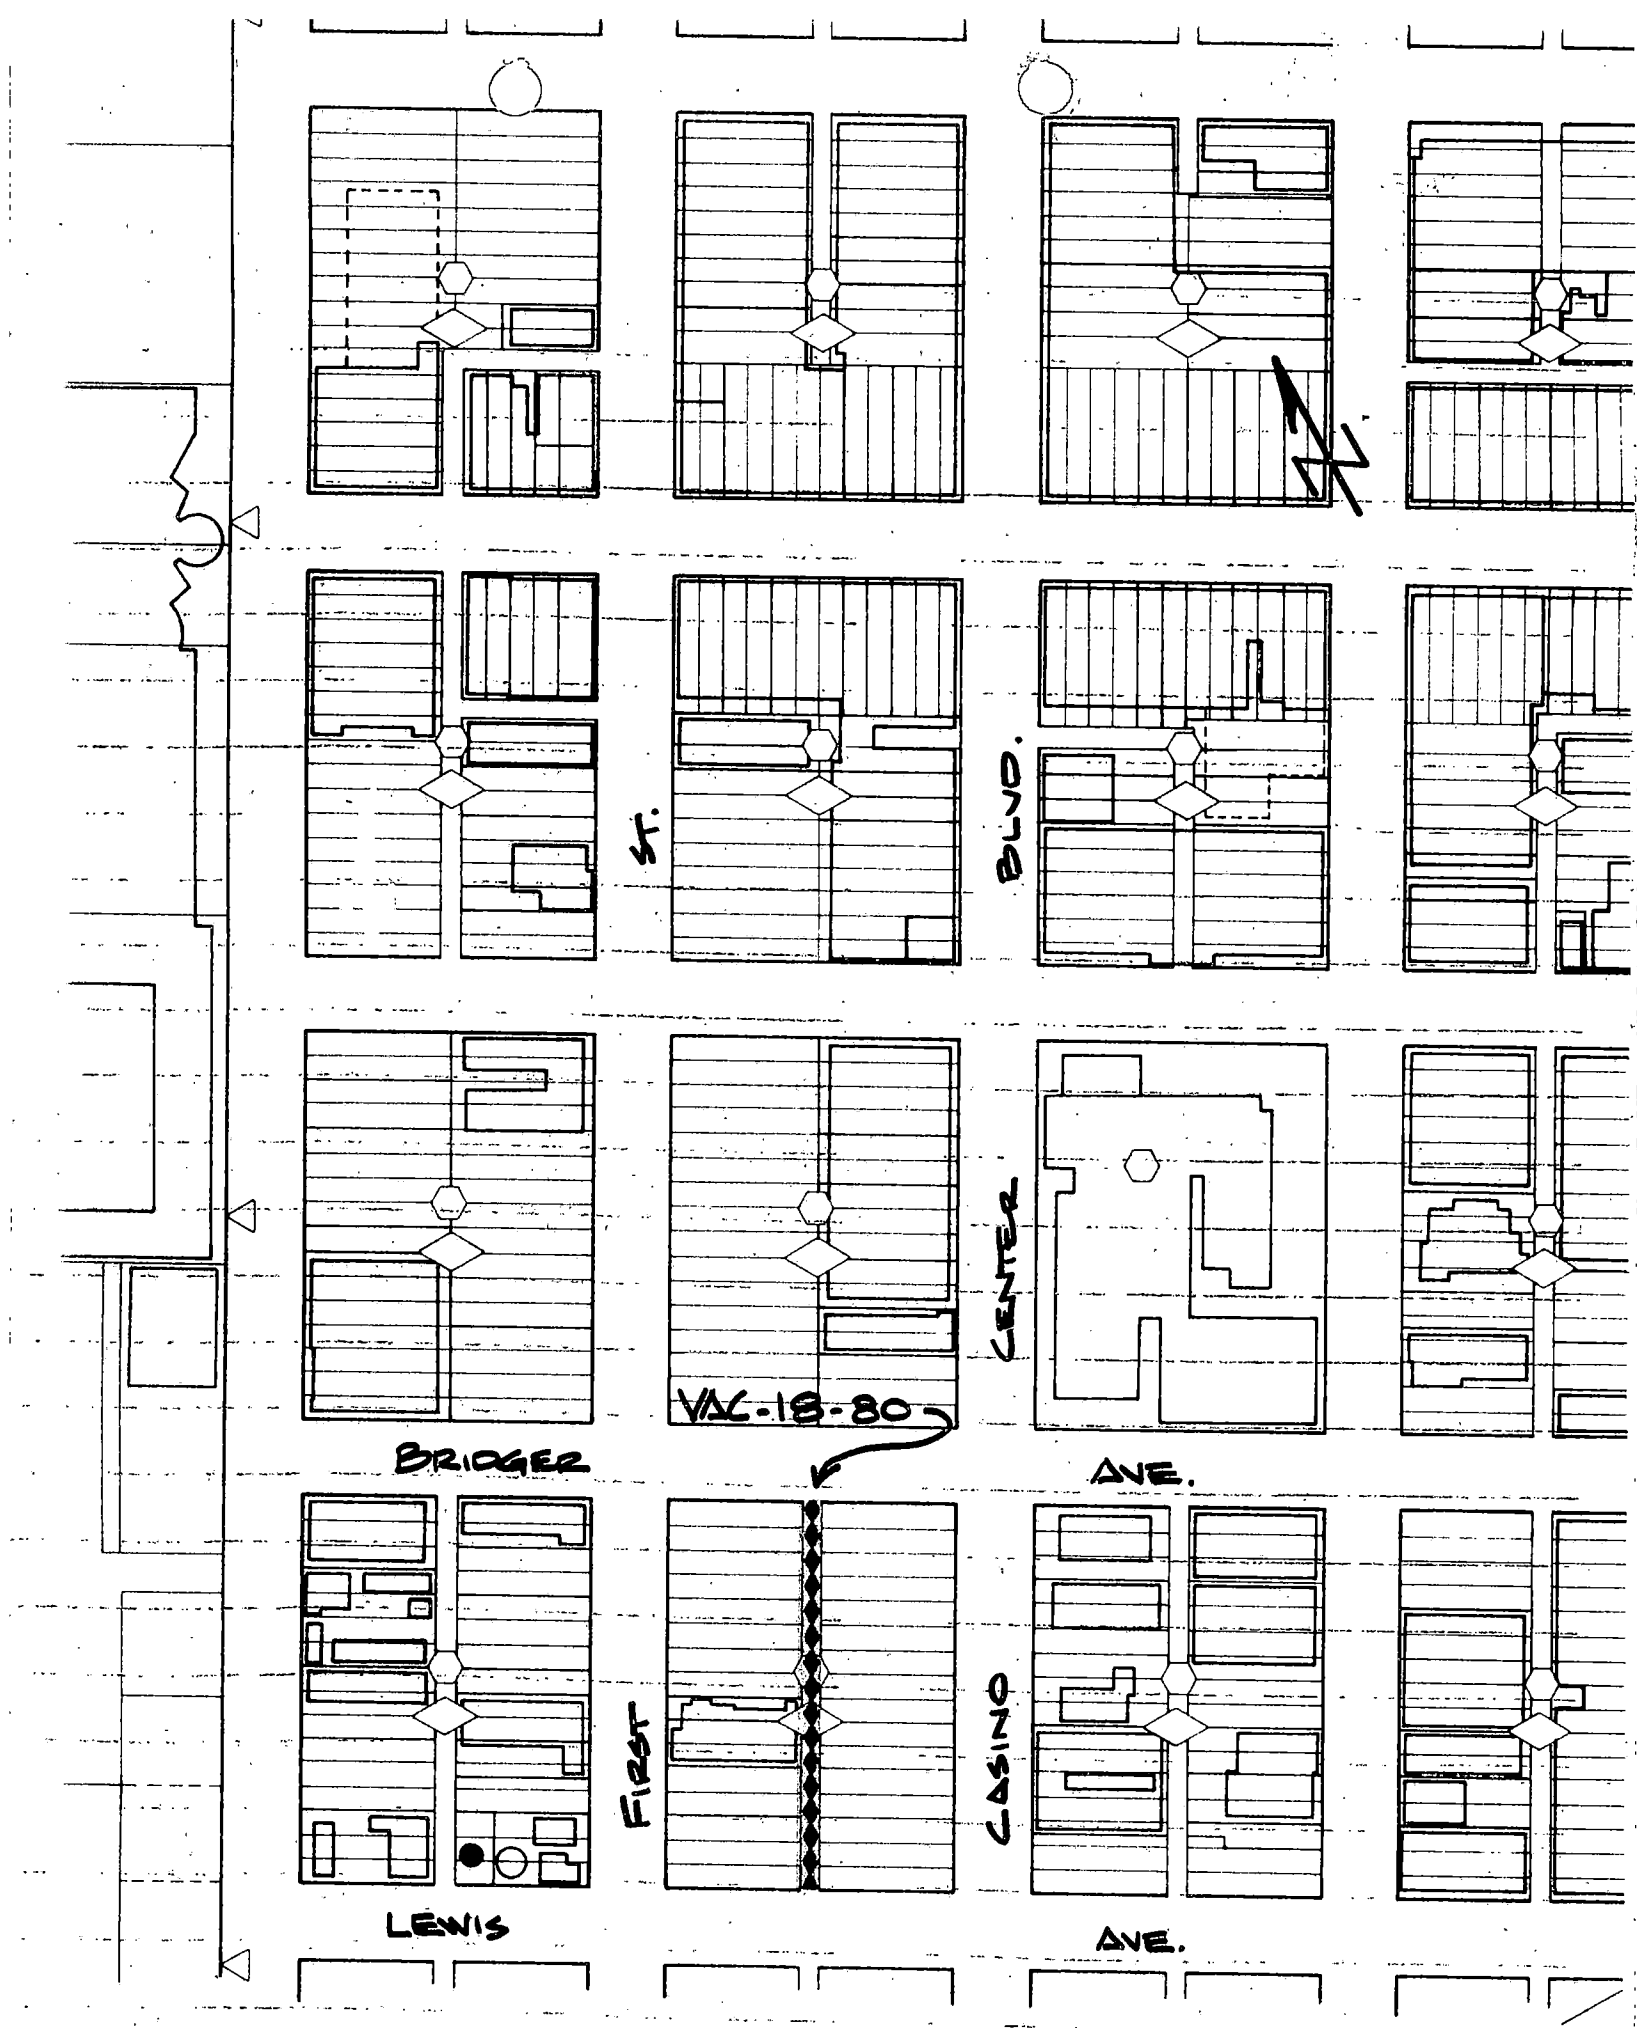 ST.
BLVD.
CENTER
VAC-18-80
BRIDGER AVE.
FIRST
CASINO
LEWIS AVE.